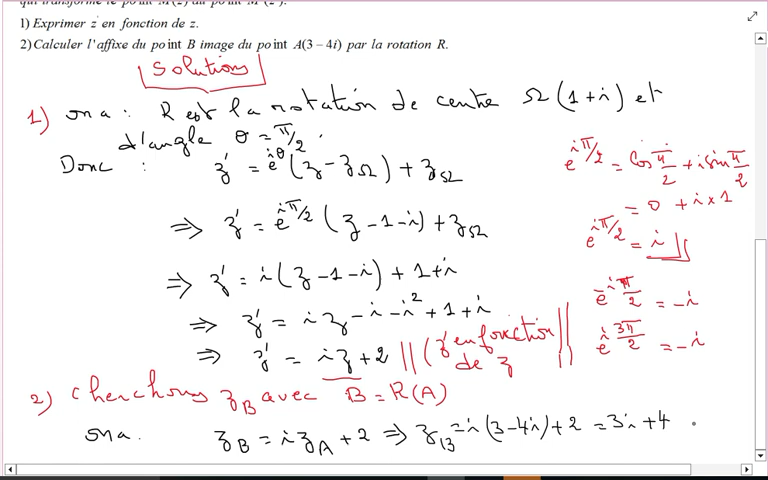 1) Exprimer z′ en fonction de z.
2) Calculer l'affixe du point B image du point A(3 – 4i) par la rotation R.
Solutions
1) on a : R est la rotation de centre Ω(1+i) et
d'angle θ = π/2.
Donc : z' = e^{iθ}(z - z_Ω) + z_Ω
⇒ z' = e^{iπ/2}(z - 1 - i) + z_Ω
⇒ z' = i(z - 1 - i) + 1 + i
⇒ z' = iz - i - i² + 1 + i
⇒ z' = iz + 2 || (z' en fonction de z ||
e^{iπ/2} = cos π/2 + i sin π/2
= 0 + i × 1
e^{iπ/2} = i
e^{-iπ/2} = -i
e^{i3π/2} = -i
2) Cherchons z_B avec B = R(A)
on a. z_B = i z_A + 2 ⇒ z_B = i(3-4i) + 2 = 3i + 4